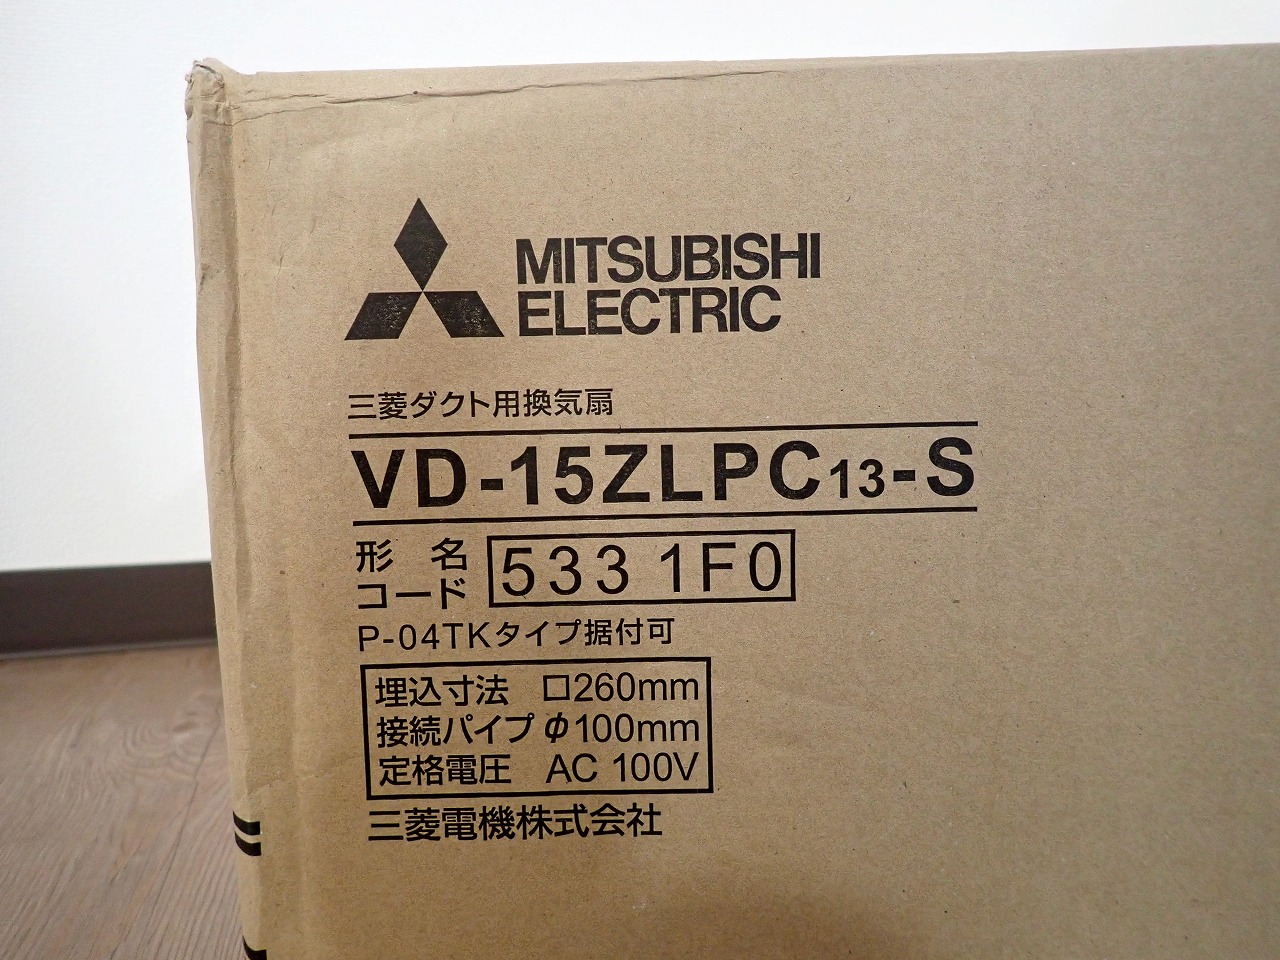 MITSUBISHI
ELECTRIC
三菱ダクト用換気扇
VD-15ZLPC13-S
形名
コード 5331F0
P-04TKタイプ据付可
埋込寸法 □260mm
接続パイプ φ100mm
定格電圧 AC 100V
三菱電機株式会社